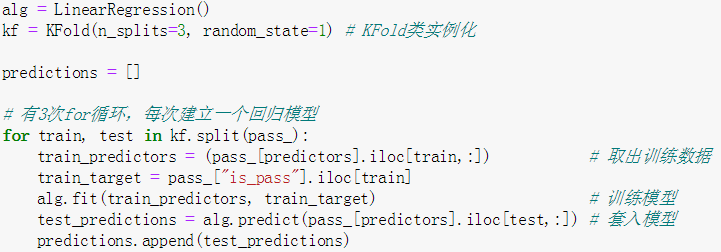 alg = LinearRegression()
kf = KFold(n_splits=3, random_state=1) # KFold类实例化
predictions = []
# 有3次for循环，每次建立一个回归模型
for train, test in kf.split(pass_):
train_predictors = (pass_[predictors].iloc[train,:]) # 取出训练数据
train_target = pass_["is_pass"].iloc[train]
alg.fit(train_predictors, train_target) # 训练模型
test_predictions = alg.predict(pass_[predictors].iloc[test,:]) # 套入模型
predictions.append(test_predictions)